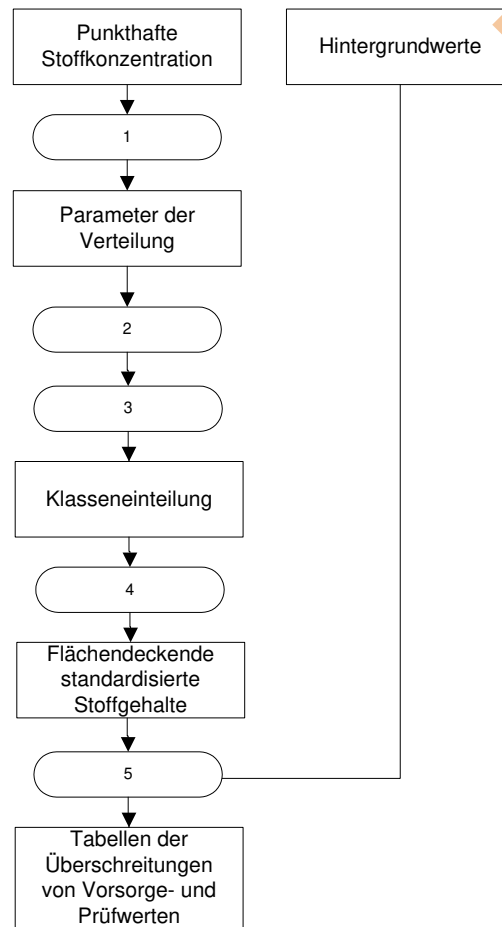 Punkthafte
Stoffkonzentration
Hintergrundwerte
1
Parameter der
Verteilung
2
3
Klasseneinteilung
4
Flächendeckende
standardisierte
Stoffgehalte
5
Tabellen der
Überschreitungen
von Vorsorge- und
Prüfwerten